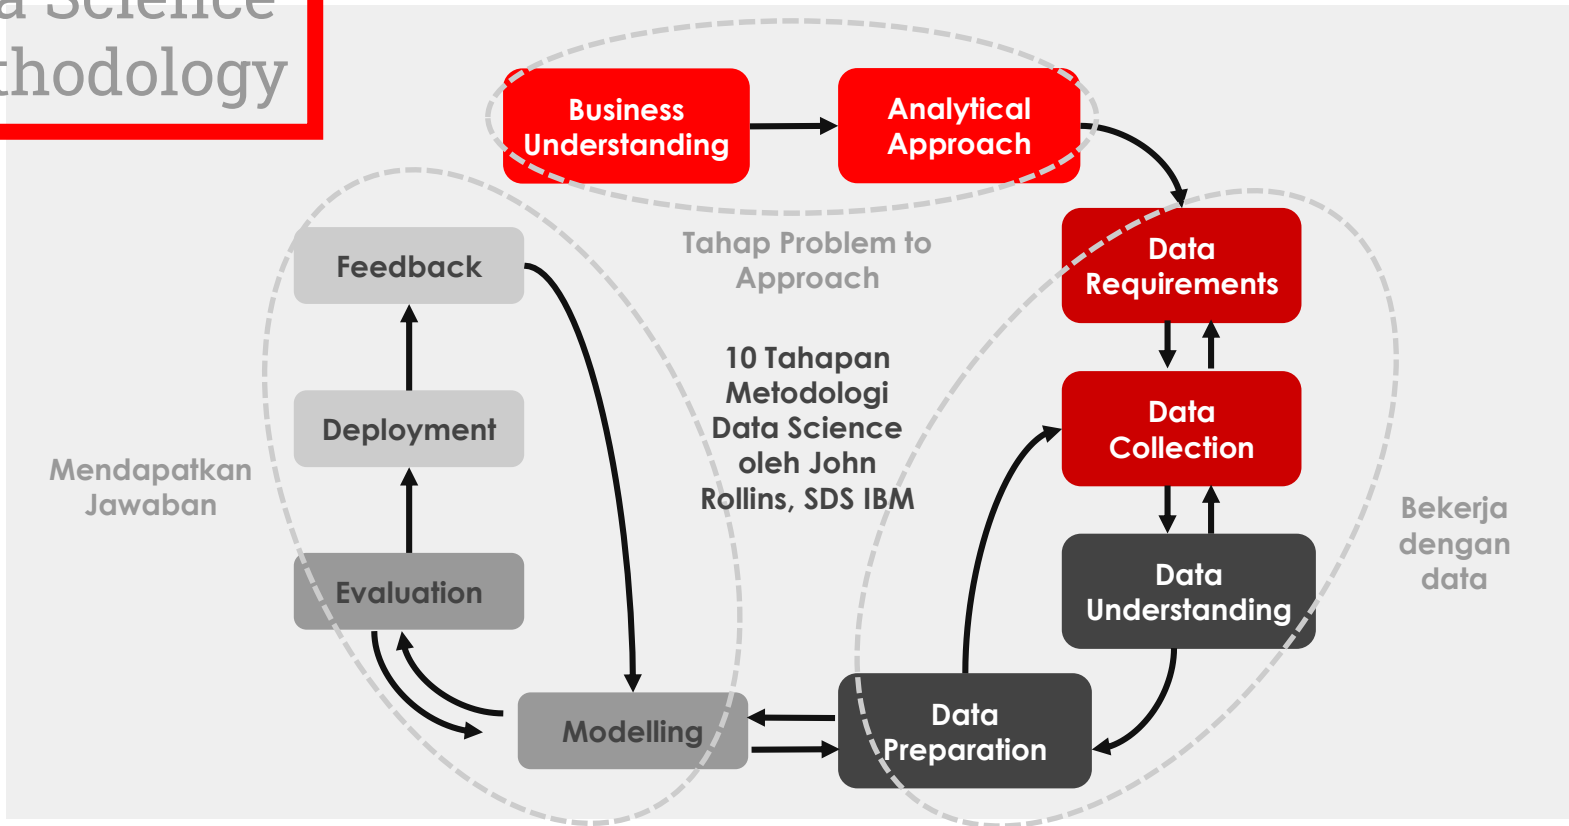 a Science
thodology
Business
Understanding
Analytical
Approach
Tahap Problem to
Approach
Data
Requirements
Feedback
10 Tahapan
Metodologi
Data Science
oleh John
Rollins, SDS IBM
Data
Collection
Deployment
Mendapatkan
Jawaban
Bekerja
dengan
data
Data
Understanding
Evaluation
Modelling
Data
Preparation